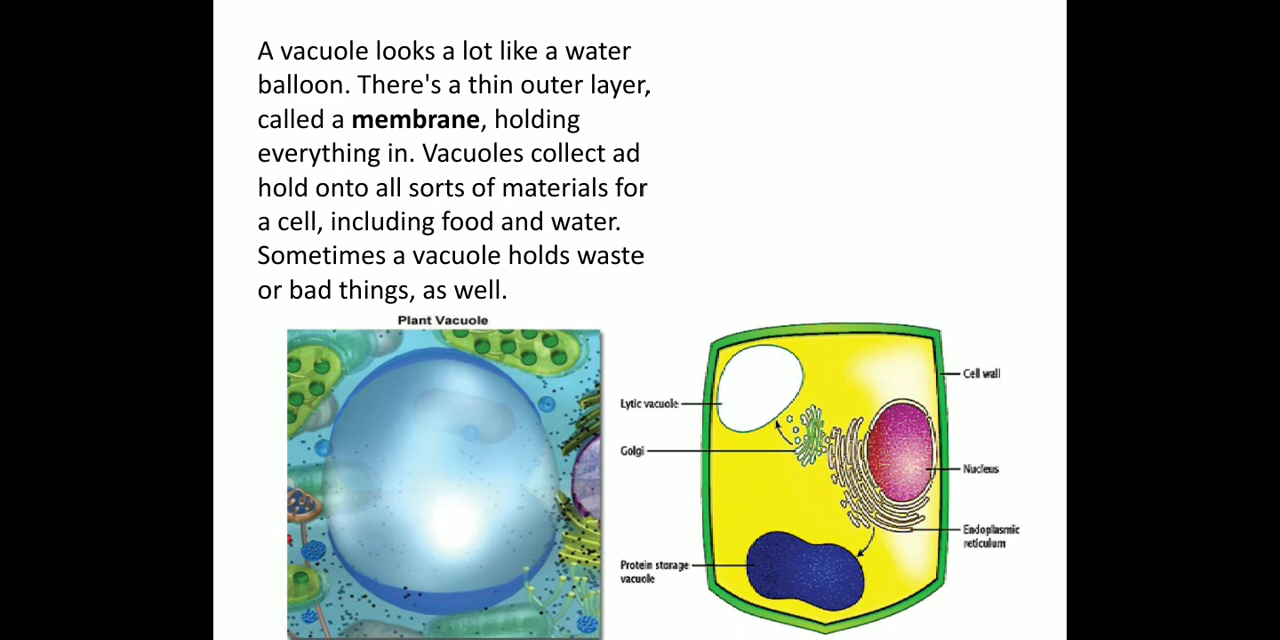 A vacuole looks a lot like a water
balloon. There's a thin outer layer,
called a membrane, holding
everything in. Vacuoles collect ad
hold onto all sorts of materials for
a cell, including food and water.
Sometimes a vacuole holds waste
or bad things, as well.
Plant Vacuole
Lytic vacuole
Golgi
Protein storage
vacuole
Cell wall
Nucleus
Endoplasmic
reticulum